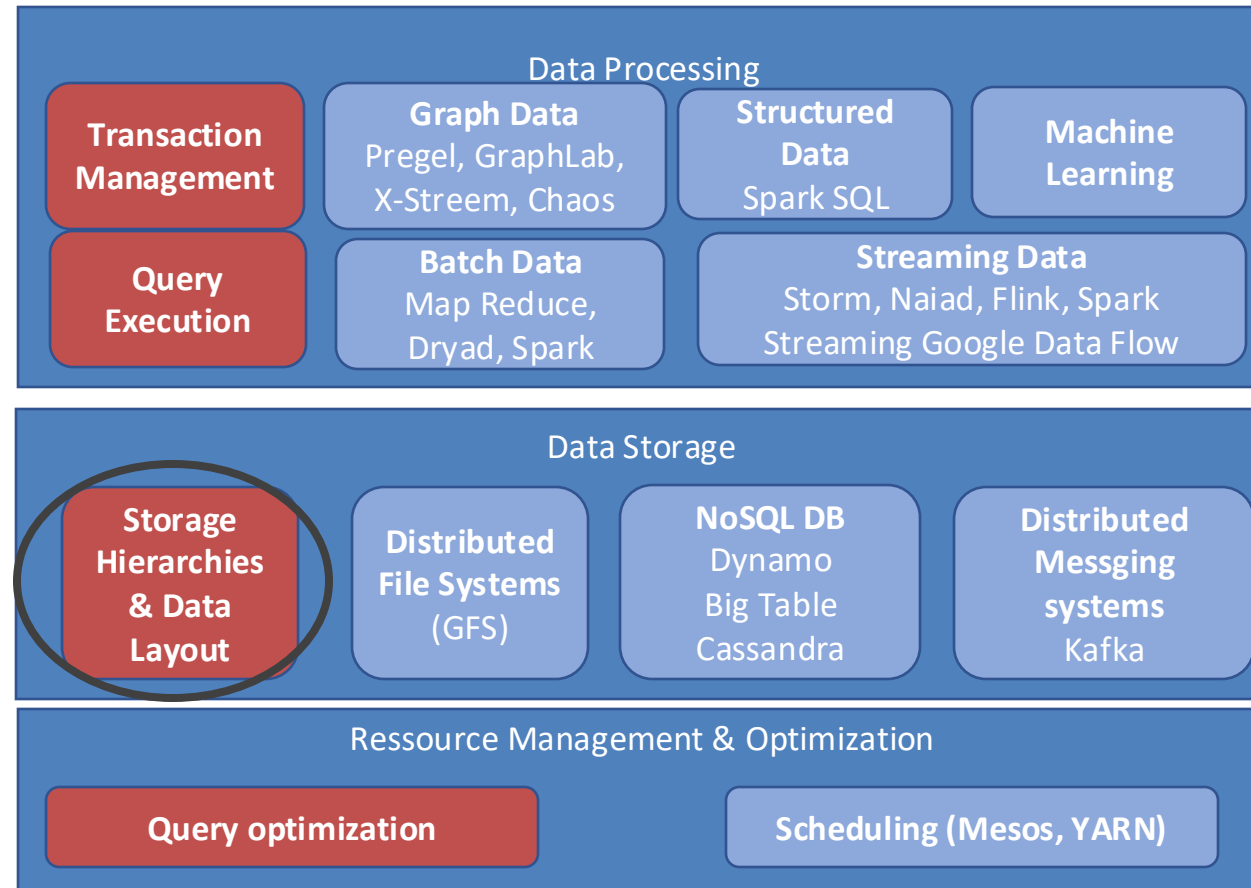 Data Processing
Transaction
Management
Graph Data
Pregel, GraphLab,
X-Streem, Chaos
Structured
Data
Spark SQL
Machine
Learning
Query
Execution
Batch Data
Map Reduce,
Dryad, Spark
Streaming Data
Storm, Naiad, Flink, Spark
Streaming Google Data Flow
Data Storage
Storage
Hierarchies
& Data
Layout
Distributed
File Systems
(GFS)
NoSQL DB
Dynamo
Big Table
Cassandra
Distributed
Messging
systems
Kafka
Ressource Management & Optimization
Query optimization
Scheduling (Mesos, YARN)